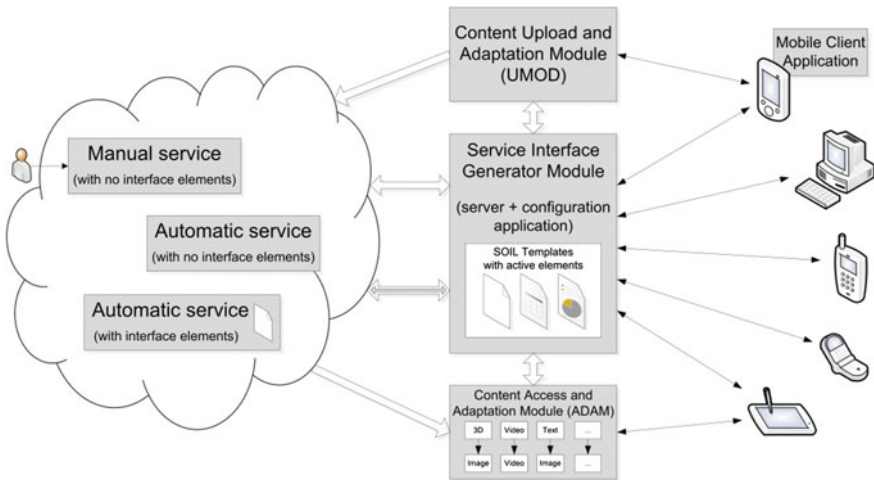 Content Upload and
Adaptation Module
(UMOD)
Mobile Client
Application
Manual service
(with no interface elements)
Automatic service
(with no interface elements)
Automatic service
(with interface elements)
Service Interface
Generator Module
(server + configuration
application)
SOIL Templates
with active elements
Content Access and
Adaptation Module (ADAM)
3D
Video
Text
...
Image
Video
Image
...